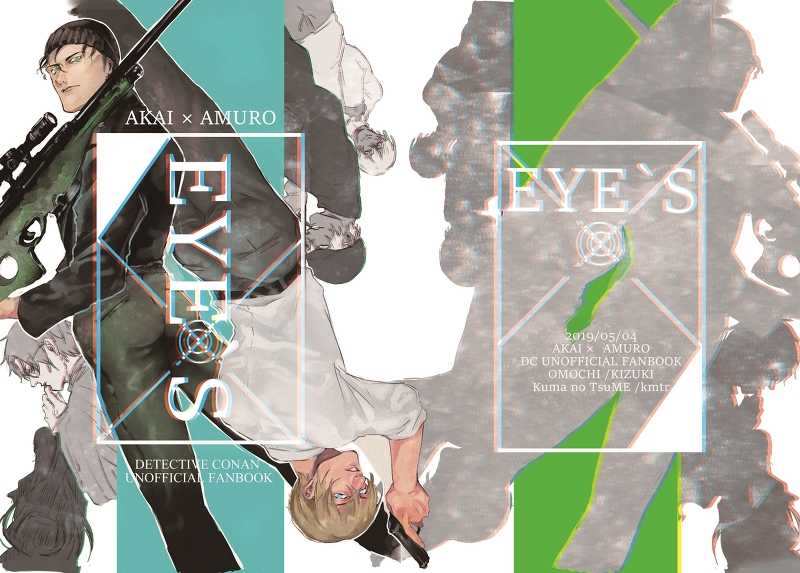 AKAI × AMURO
EYE`S
DETECTIVE CONAN
UNOFFICIAL FANBOOK
EYE`S
2019/05/04
AKAI × AMURO
DC UNOFFICIAL FANBOOK
OMOCHI /KIZUKI
Kuma no TsuME /kmtr